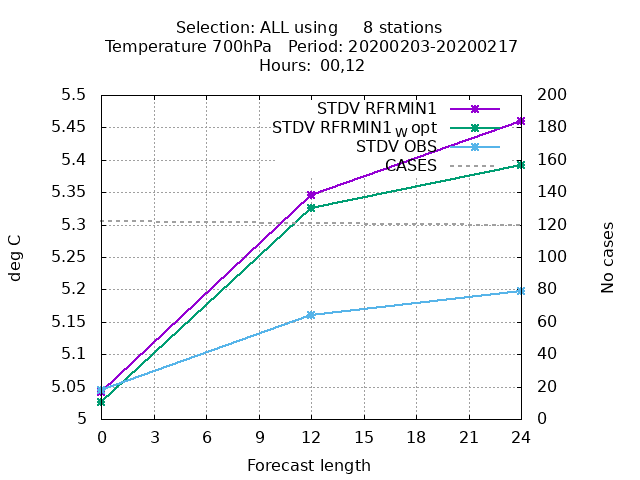 Selection: ALL using     8 stations
Temperature 700hPa   Period: 20200203-20200217
Hours:  00,12
5.5
5.45
5.4
5.35
5.3
5.25
5.2
5.15
5.1
5.05
5
deg C
STDV RFRMIN1
STDV RFRMIN1 w opt
STDV OBS
CASES
200
180
160
140
120
100
80
60
40
20
0
No cases
0 3 6 9 12 15 18 21 24
Forecast length